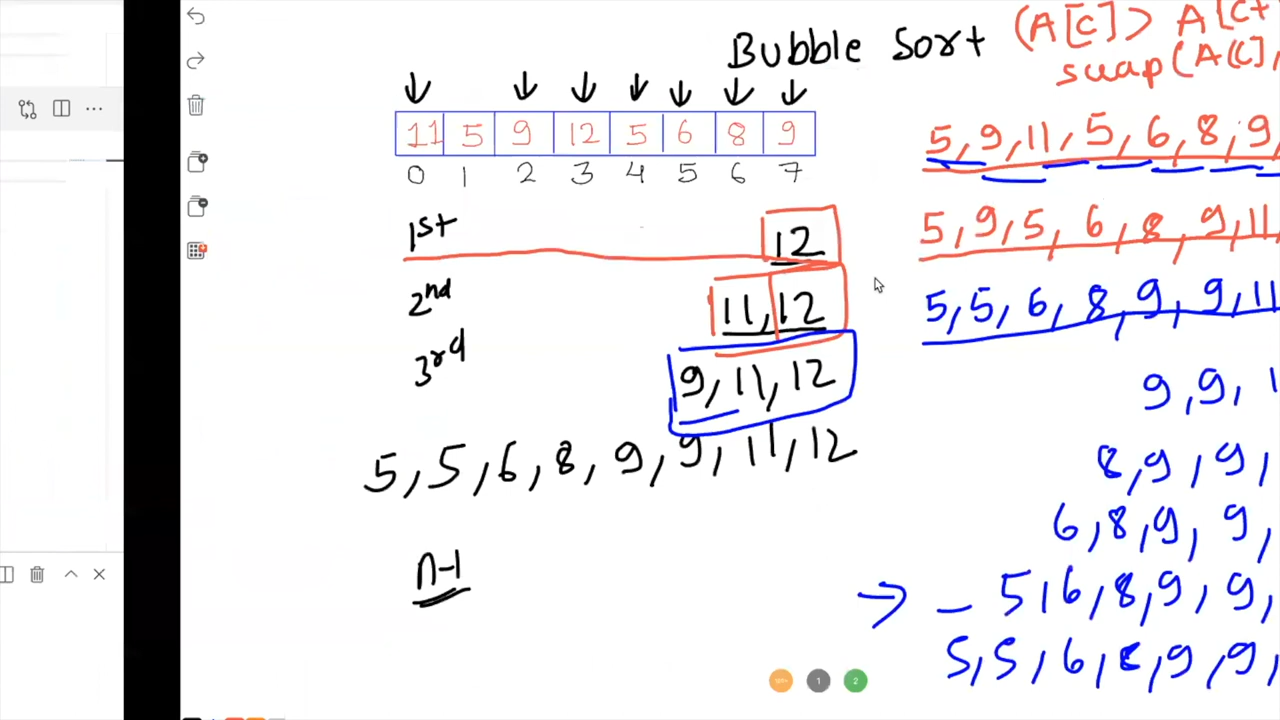 Bubble Sort
(A[C] > A[C+
swap(A[C],
11 5 9 12 5 6 8 9
0 1 2 3 4 5 6 7
5, 9, 11, 5, 6, 8, 9,
1st 12
5, 9, 5, 6, 8, 9, 11,
2nd 11, 12
5, 5, 6, 8, 9, 9, 11
3rd 9, 11, 12
9, 9, 1
5, 5, 6, 8, 9, 9, 11, 12
8, 9, 9,
6, 8, 9, 9,
n-1
→ – 5, 6, 8, 9, 9,
5, 5, 6, 8, 9, 9,
1 2